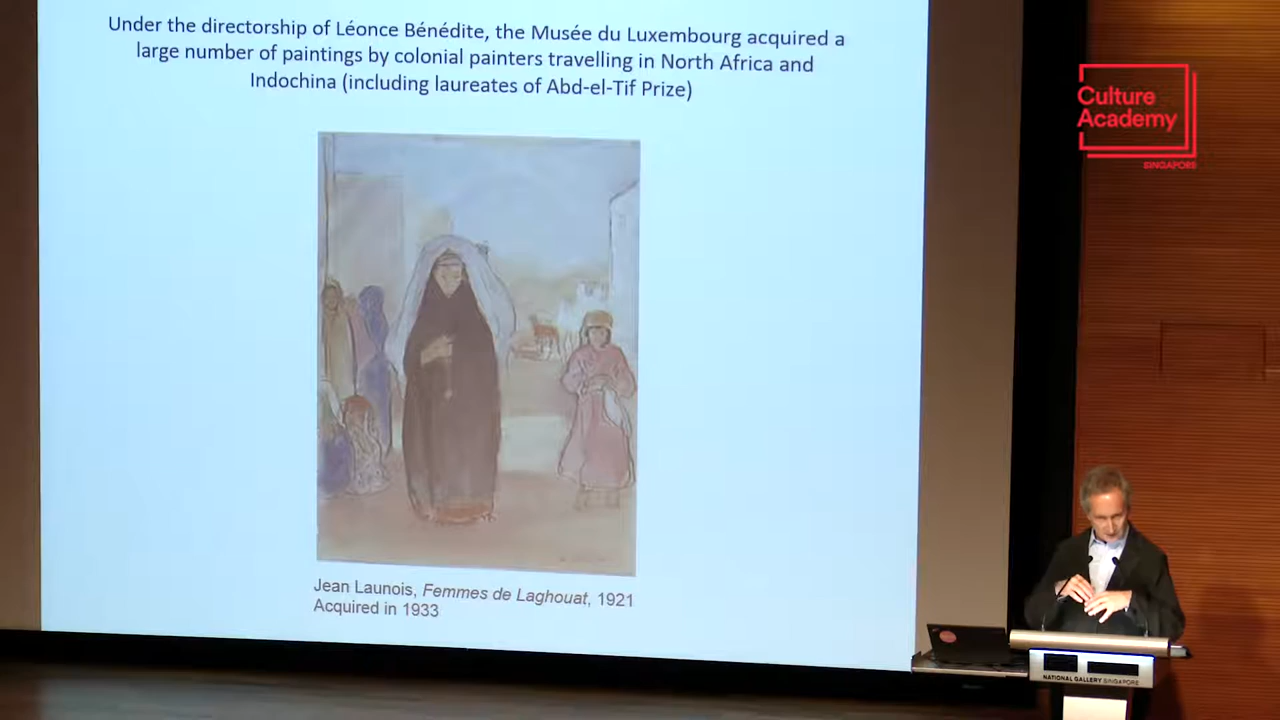 Under the directorship of Léonce Bénédite, the Musée du Luxembourg acquired a
large number of paintings by colonial painters travelling in North Africa and
Indochina (including laureates of Abd-el-Tif Prize)
Jean Launois, Femmes de Laghouat, 1921
Acquired in 1933
Culture
Academy
SINGAPORE
NATIONAL GALLERY SINGAPORE